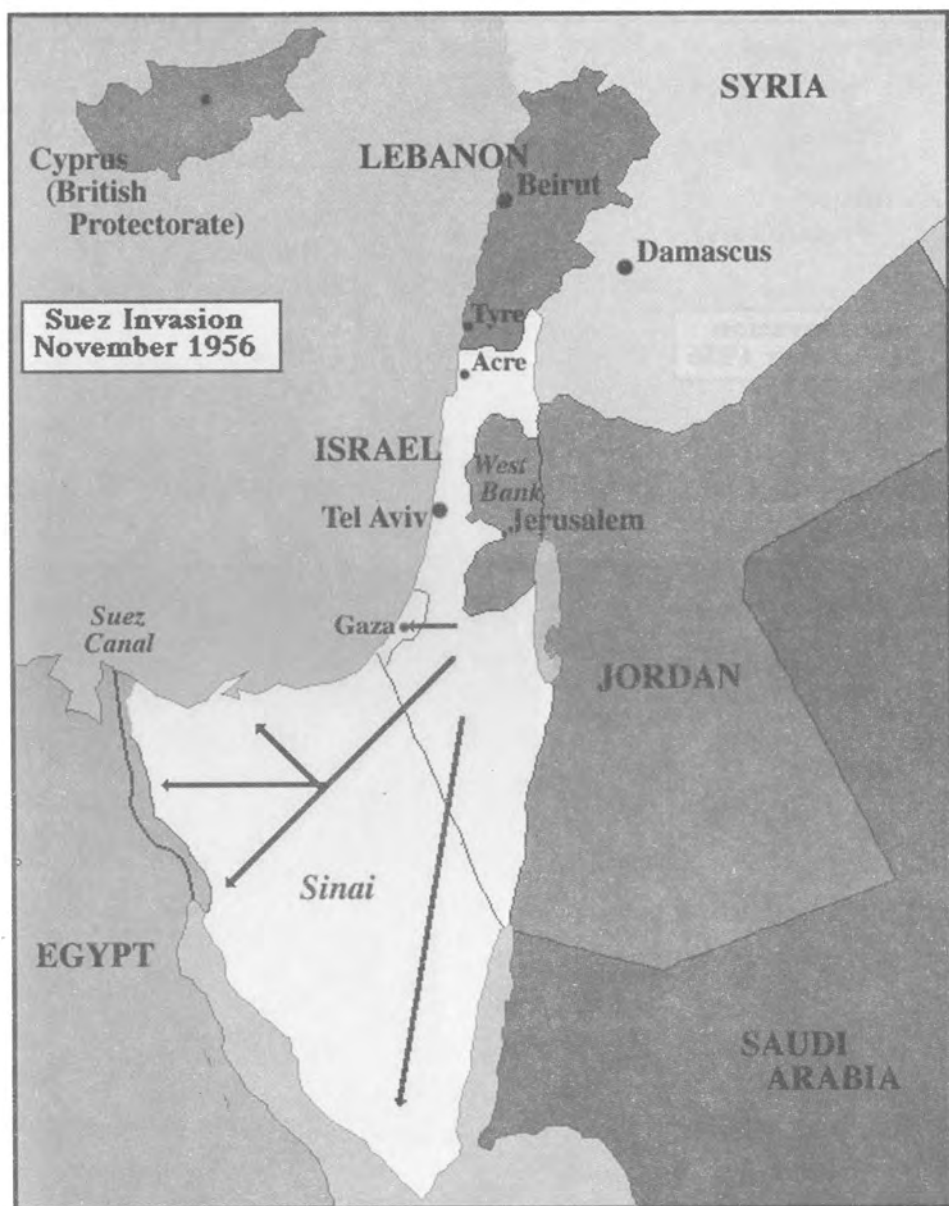 SYRIA
Cyprus
(British
Protectorate)
LEBANON
Beirut
Damascus
Suez Invasion
November 1956
Tyre
Acre
ISRAEL
West
Bank
Tel Aviv
Jerusalem
Suez
Canal
Gaza
JORDAN
Sinai
EGYPT
SAUDI
ARABIA